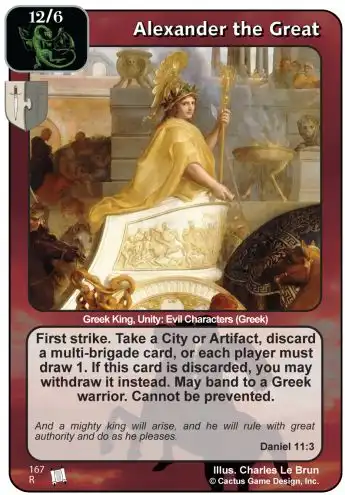 12/6
Alexander the Great
Greek King, Unity: Evil Characters (Greek)
First strike. Take a City or Artifact, discard
a multi-brigade card, or each player must
draw 1. If this card is discarded, you may
withdraw it instead. May band to a Greek
warrior. Cannot be prevented.
And a mighty king will arise, and he will rule with great
authority and do as he pleases.
Daniel 11:3
167
R
Illus. Charles Le Brun
© Cactus Game Design, Inc.